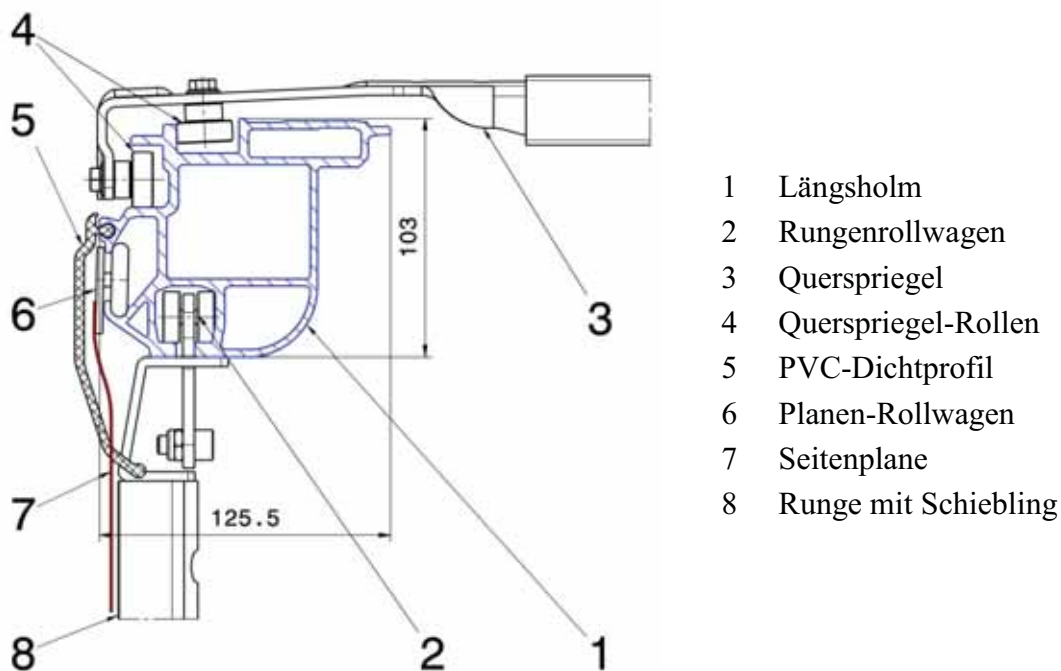 4
5
103
6
3
7
125.5
8
2
1
1 Längsholm
2 Rungenrollwagen
3 Querspriegel
4 Querspriegel-Rollen
5 PVC-Dichtprofil
6 Planen-Rollwagen
7 Seitenplane
8 Runge mit Schiebling